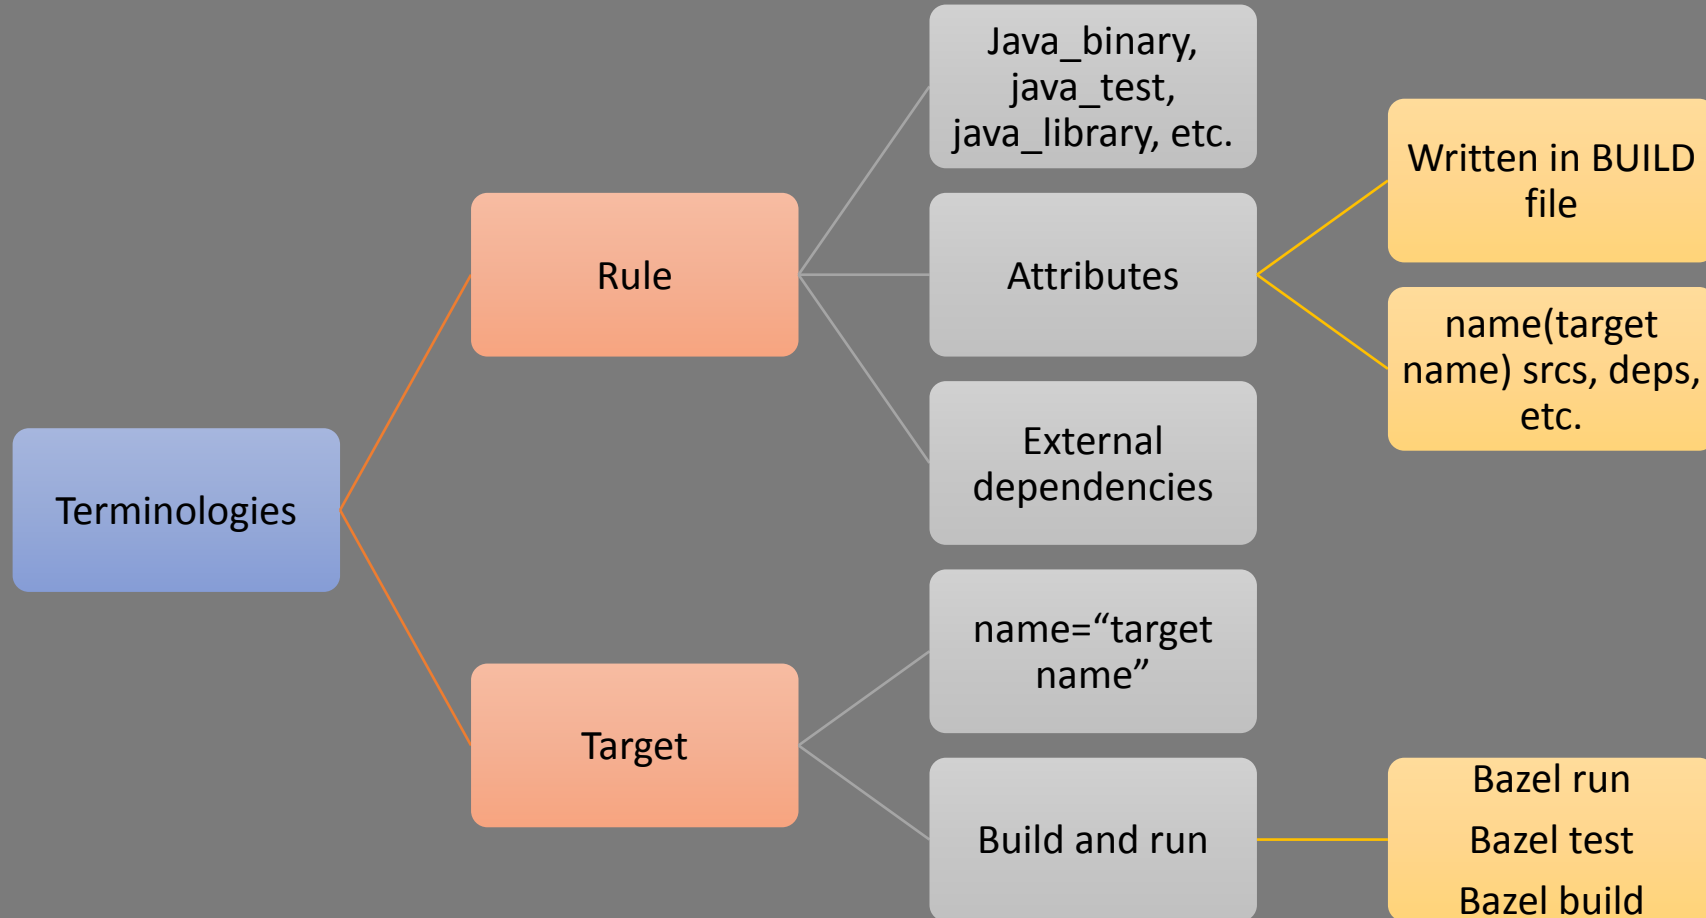 Terminologies
Rule
Java_binary,
java_test,
java_library, etc.
Attributes
Written in BUILD
file
name(target
name) srcs, deps,
etc.
External
dependencies
Target
name=“target
name”
Build and run
Bazel run
Bazel test
Bazel build